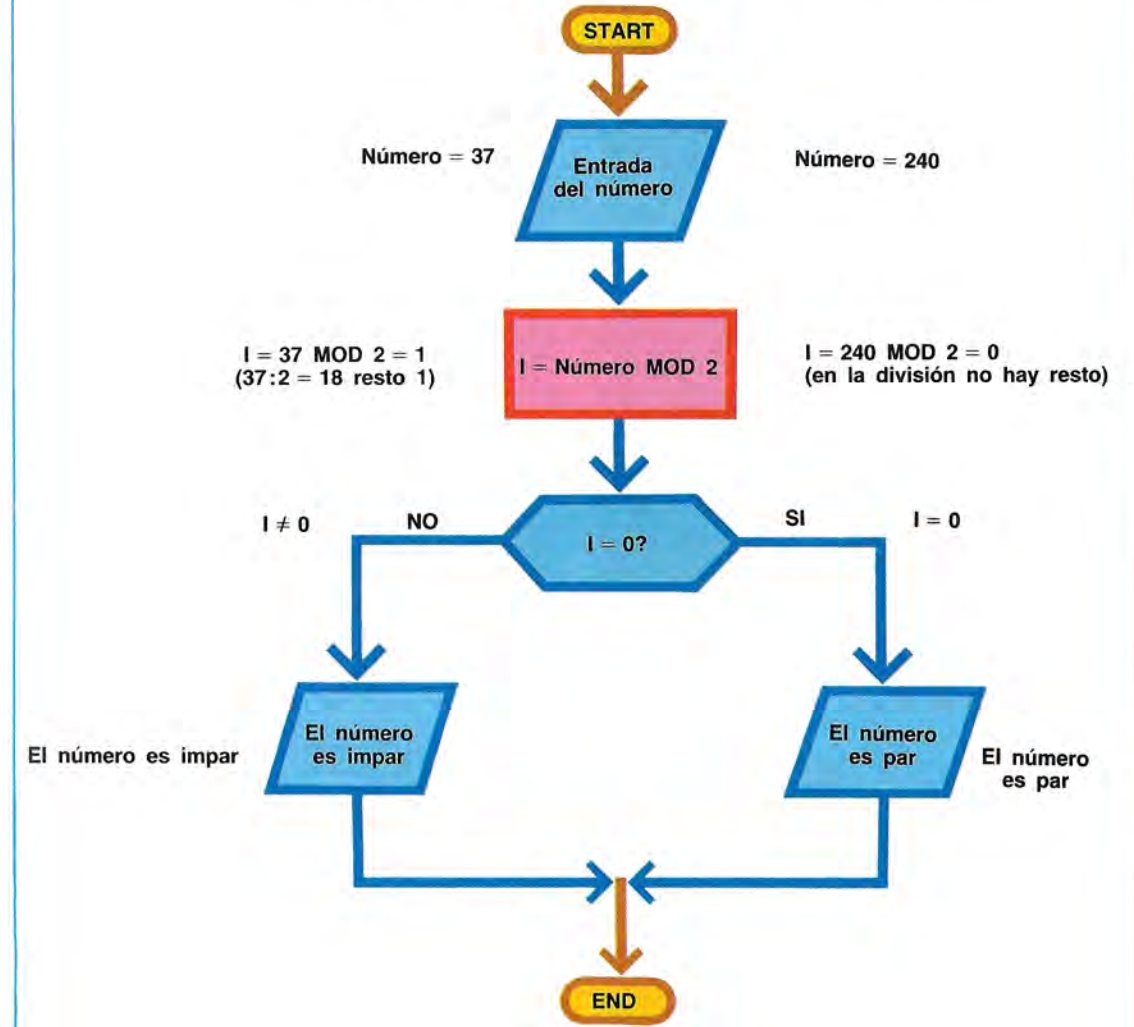 START
Número = 37
Entrada
del número
Número = 240
I = 37 MOD 2 = 1
(37:2 = 18 resto 1)
I = Número MOD 2
I = 240 MOD 2 = 0
(en la división no hay resto)
I ≠ 0
NO
I = 0?
SI
I = 0
El número es impar
El número
es impar
El número
es par
El número
es par
END